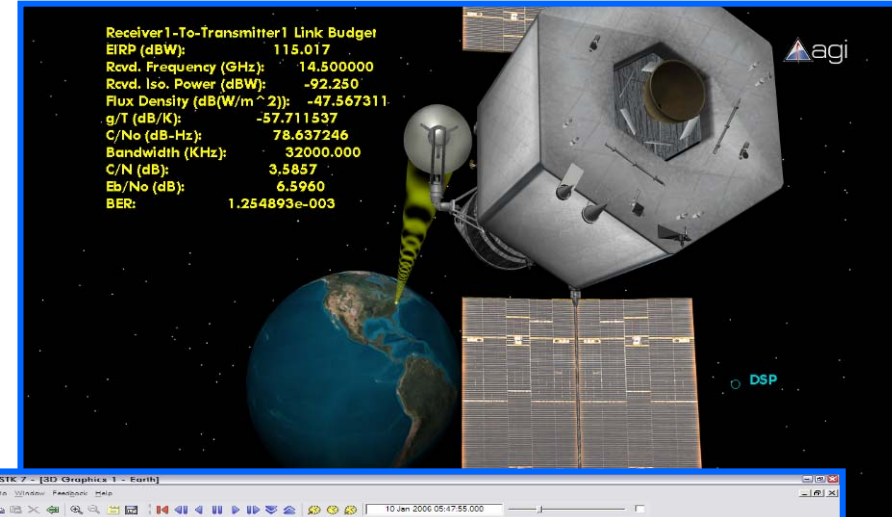 Receiver1-To-Transmitter1 Link Budget
EIRP (dBW): 115.017
Rcvd. Frequency (GHz): 14.500000
Rcvd. Iso. Power (dBW): -92.250
Flux Density (dB(W/m^2)): -47.567311
g/T (dB/K): -57.711537
C/No (dB-Hz): 78.637246
Bandwidth (KHz): 32000.000
C/N (dB): 3.5857
Eb/No (dB): 6.5960
BER: 1.254893e-003
agi
DSP
STK 7 - [3D Graphics 1 - Earth]
Window Feedback Help
10 Jan 2006 05:47:55.000